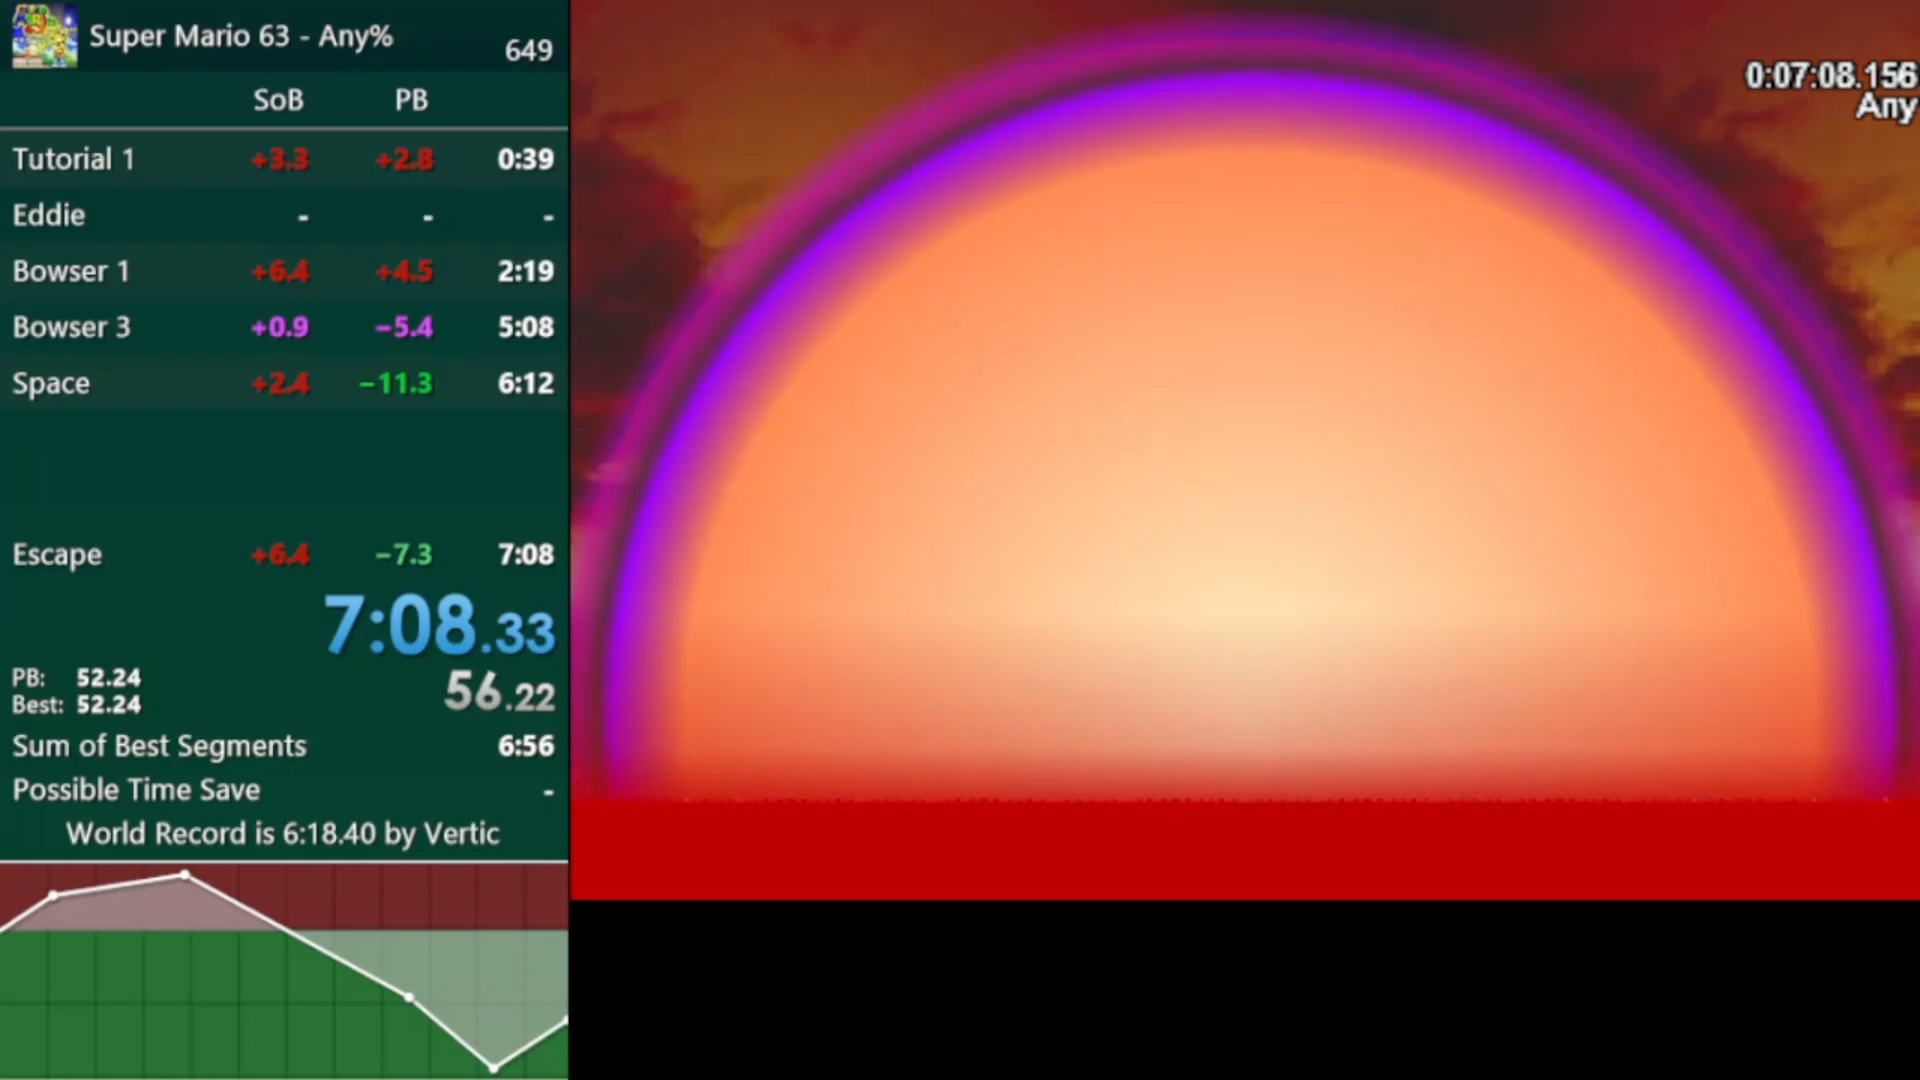 Super Mario 63 - Any%
649
SoB PB
Tutorial 1 +3.3 +2.8 0:39
Eddie - - -
Bowser 1 +6.4 +4.5 2:19
Bowser 3 +0.9 −5.4 5:08
Space +2.4 −11.3 6:12
Escape +6.4 −7.3 7:08
7:08.33
PB: 52.24
Best: 52.24
56.22
Sum of Best Segments 6:56
Possible Time Save -
World Record is 6:18.40 by Vertic
0:07:08.156
Any